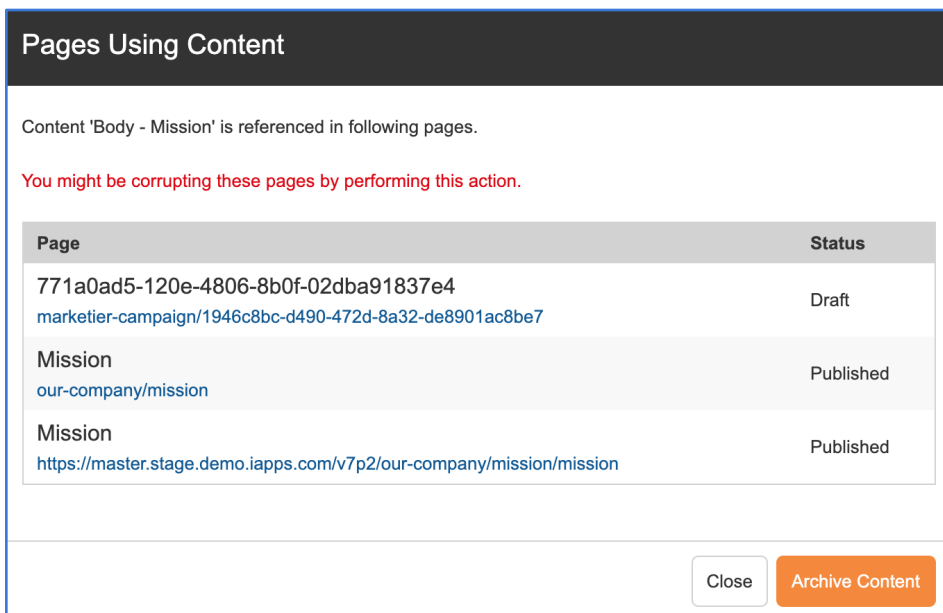 Pages Using Content
Content 'Body - Mission' is referenced in following pages.
You might be corrupting these pages by performing this action.
Page Status
771a0ad5-120e-4806-8b0f-02dba91837e4
marketier-campaign/1946c8bc-d490-472d-8a32-de8901ac8be7
Draft
Mission
our-company/mission
Published
Mission
https://master.stage.demo.iapps.com/v7p2/our-company/mission/mission
Published
Close Archive Content